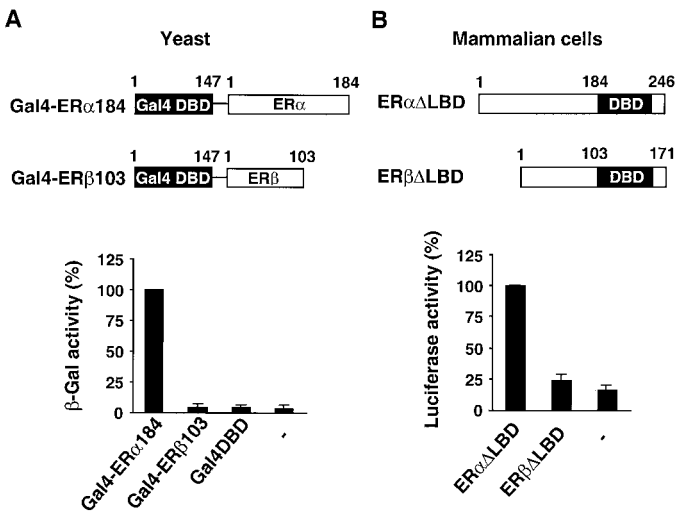 A
Yeast
1 147 1 184
Gal4-ERα184 Gal4 DBD ERα
1 147 1 103
Gal4-ERβ103 Gal4 DBD ERβ
β-Gal activity (%)
125
100
75
50
25
0
Gal4-ERα184
Gal4-ERβ103
Gal4DBD
-
B
Mammalian cells
1 184 246
ERαΔLBD DBD
1 103 171
ERβΔLBD DBD
Luciferase activity (%)
125
100
75
50
25
0
ERαΔLBD
ERβΔLBD
-